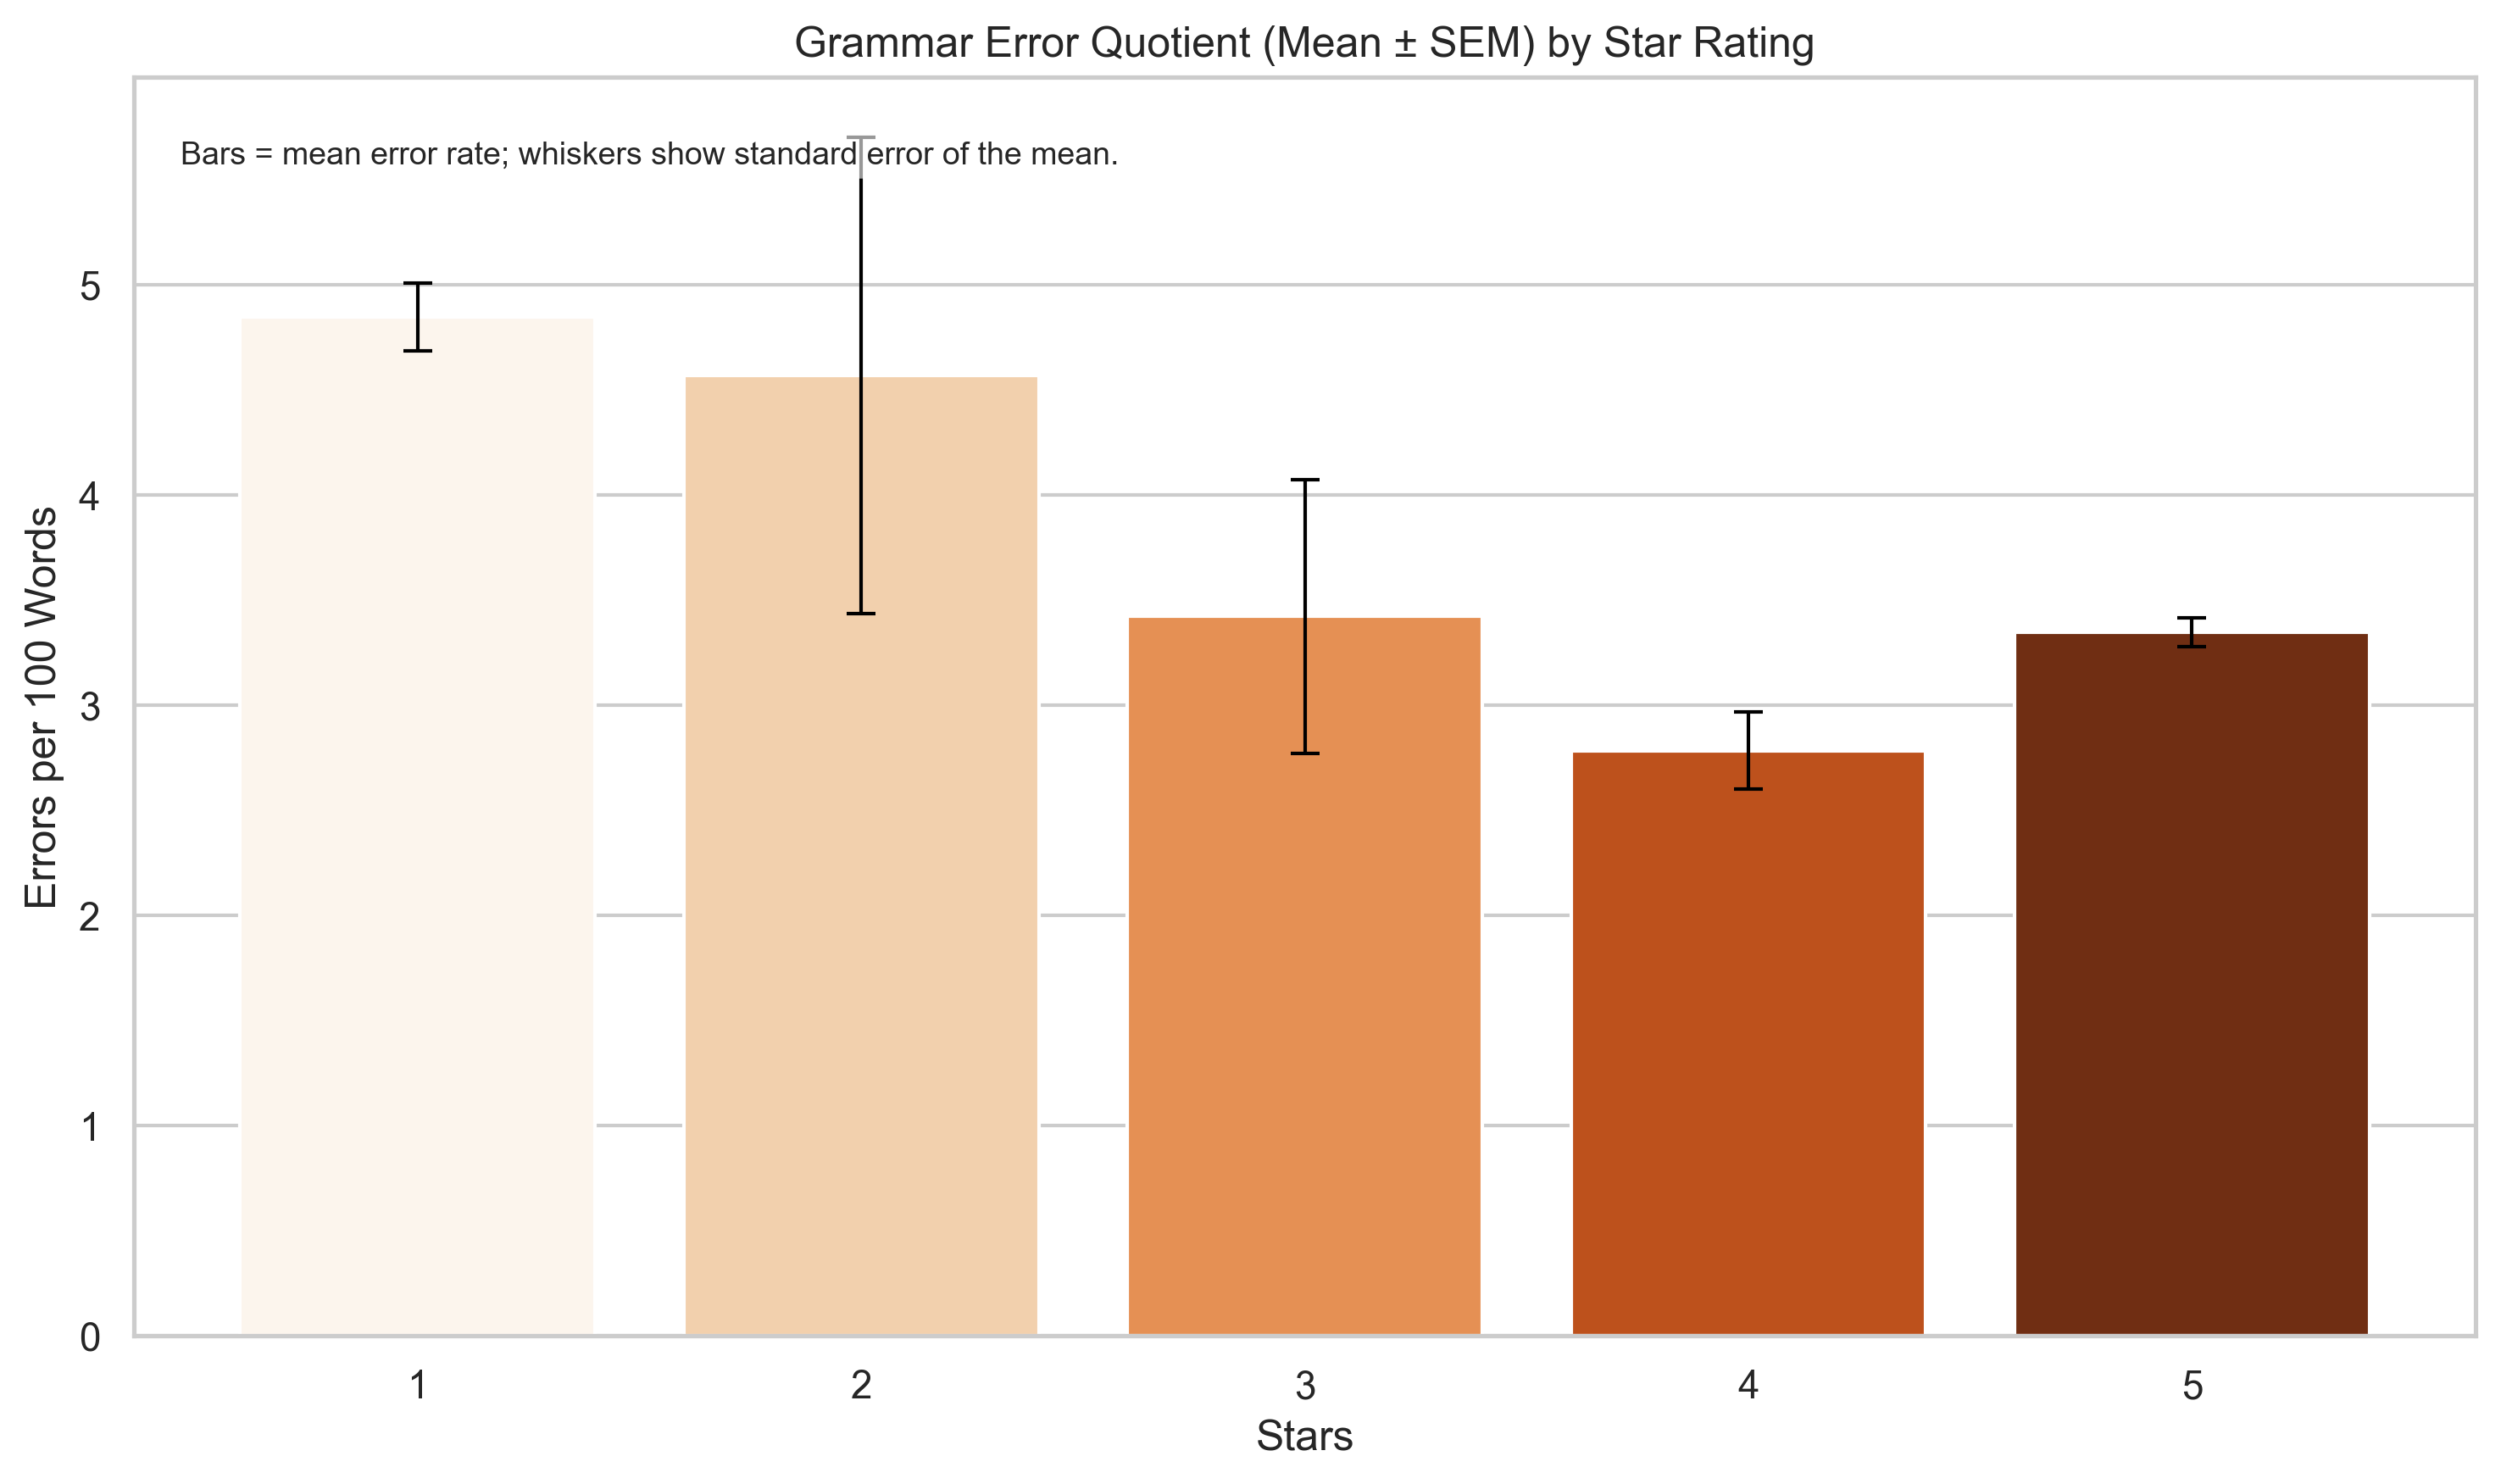 Grammar Error Quotient (Mean ± SEM) by Star Rating
Bars = mean error rate; whiskers show standard error of the mean.
Errors per 100 Words
5
4
3
2
1
0
1
2
3
4
5
Stars